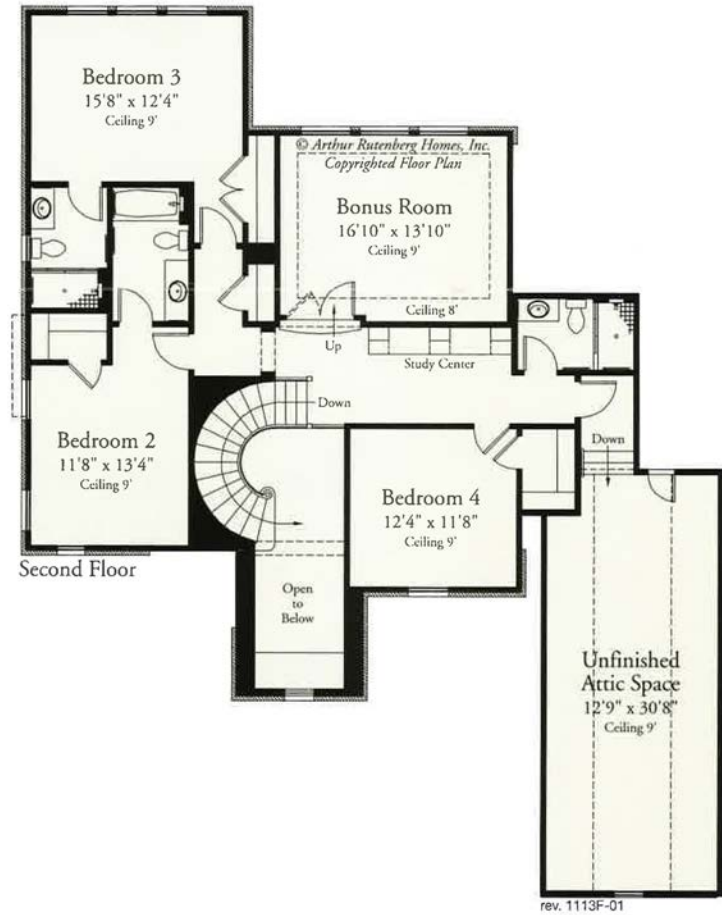 Bedroom 3
15'8" x 12'4"
Ceiling 9'
© Arthur Rutenberg Homes, Inc.
Copyrighted Floor Plan
Bonus Room
16'10" x 13'10"
Ceiling 9'
Ceiling 8'
Up
Study Center
Down
Down
Bedroom 2
11'8" x 13'4"
Ceiling 9'
Bedroom 4
12'4" x 11'8"
Ceiling 9'
Second Floor
Open
to
Below
Unfinished
Attic Space
12'9" x 30'8"
Ceiling 9'
rev. 1113F-01